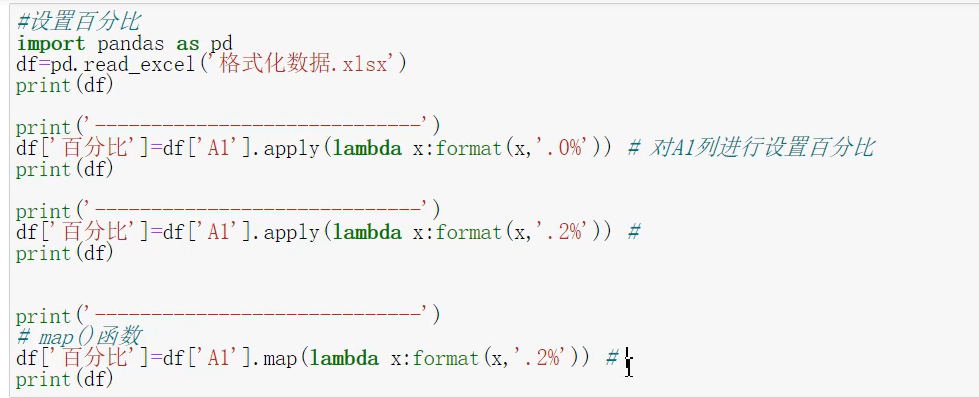 #设置百分比
import pandas as pd
df=pd.read_excel('格式化数据.xlsx')
print(df)
print('-----------------------------')
df['百分比']=df['A1'].apply(lambda x:format(x,'.0%')) # 对A1列进行设置百分比
print(df)
print('-----------------------------')
df['百分比']=df['A1'].apply(lambda x:format(x,'.2%')) #
print(df)
print('-----------------------------')
# map()函数
df['百分比']=df['A1'].map(lambda x:format(x,'.2%')) #
print(df)